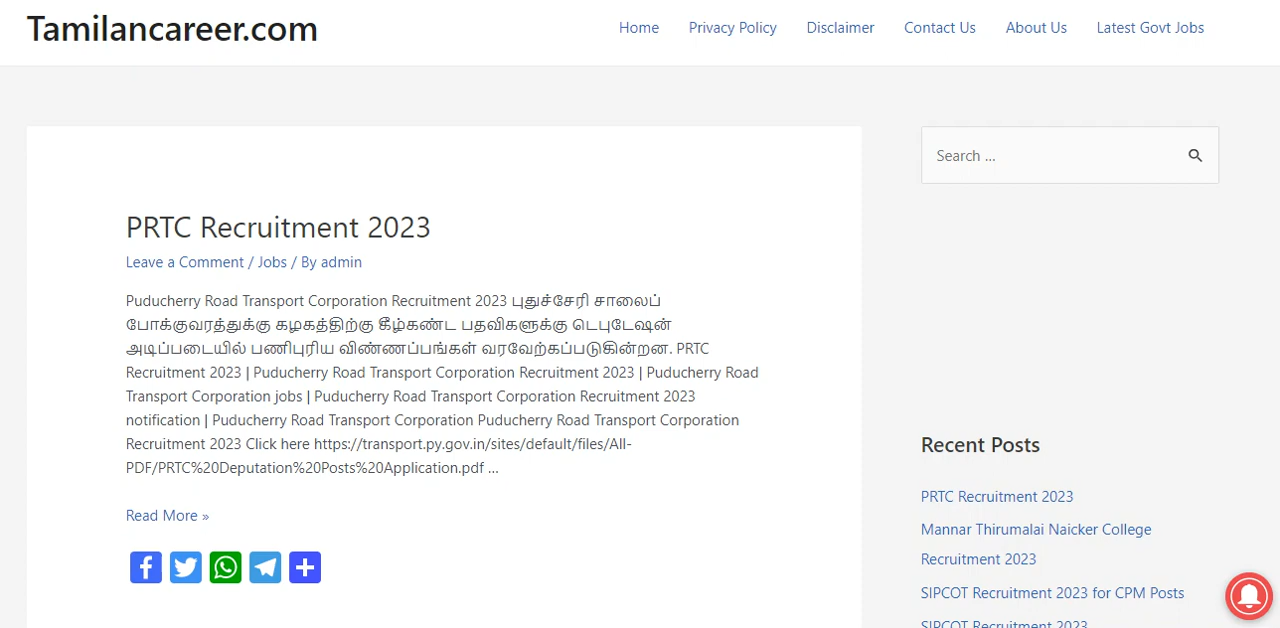 Tamilancareer.com
Home Privacy Policy Disclaimer Contact Us About Us Latest Govt Jobs
Search ...
PRTC Recruitment 2023
Leave a Comment / Jobs / By admin
Puducherry Road Transport Corporation Recruitment 2023 புதுச்சேரி சாலைப்
போக்குவரத்துக்கு கழகத்திற்கு கீழ்கண்ட பதவிகளுக்கு டெபுடேஷன்
அடிப்படையில் பணிபுரிய விண்ணப்பங்கள் வரவேற்கப்படுகின்றன. PRTC
Recruitment 2023 | Puducherry Road Transport Corporation Recruitment 2023 | Puducherry Road
Transport Corporation jobs | Puducherry Road Transport Corporation Recruitment 2023
notification | Puducherry Road Transport Corporation Puducherry Road Transport Corporation
Recruitment 2023 Click here https://transport.py.gov.in/sites/default/files/All-
PDF/PRTC%20Deputation%20Posts%20Application.pdf ...
Read More »
Recent Posts
PRTC Recruitment 2023
Mannar Thirumalai Naicker College
Recruitment 2023
SIPCOT Recruitment 2023 for CPM Posts
SIPCOT Recruitment 2023